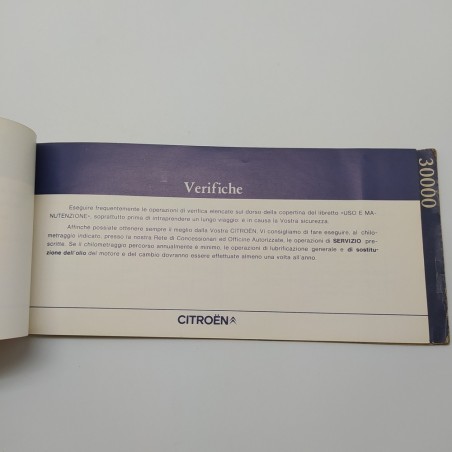 Verifiche
Eseguire frequentemente le operazioni di verifica elencate sul dorso della copertina del libretto «USO E MA-
NUTENZIONE», soprattutto prima di intraprendere un lungo viaggio: è in causa la Vostra sicurezza.
Affinché possiate ottenere sempre il meglio dalla Vostra CITROËN, Vi consigliamo di fare eseguire, al chilo-
metraggio indicato, presso la nostra Rete di Concessionari ed Officine Autorizzate, le operazioni di SERVIZIO pre-
scritte. Se il chilometraggio percorso annualmente è minimo, le operazioni di lubrificazione generale e di sostitu-
zione dell'olio del motore e del cambio dovranno essere effettuate almeno una volta all'anno.
CITROËN
30000